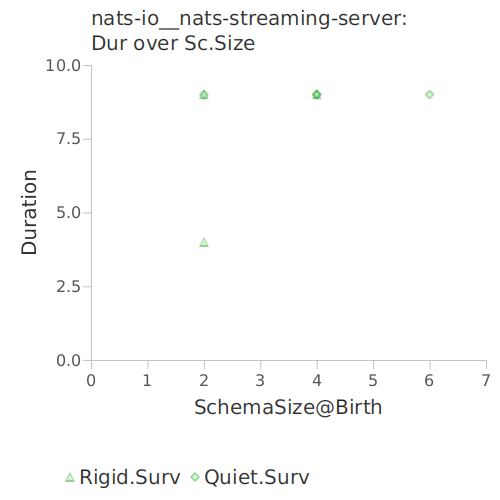 nats-io__nats-streaming-server:
Dur over Sc.Size
10.0
7.5
5.0
2.5
0.0
Duration
0 1 2 3 4 5 6 7
SchemaSize@Birth
Rigid.Surv Quiet.Surv